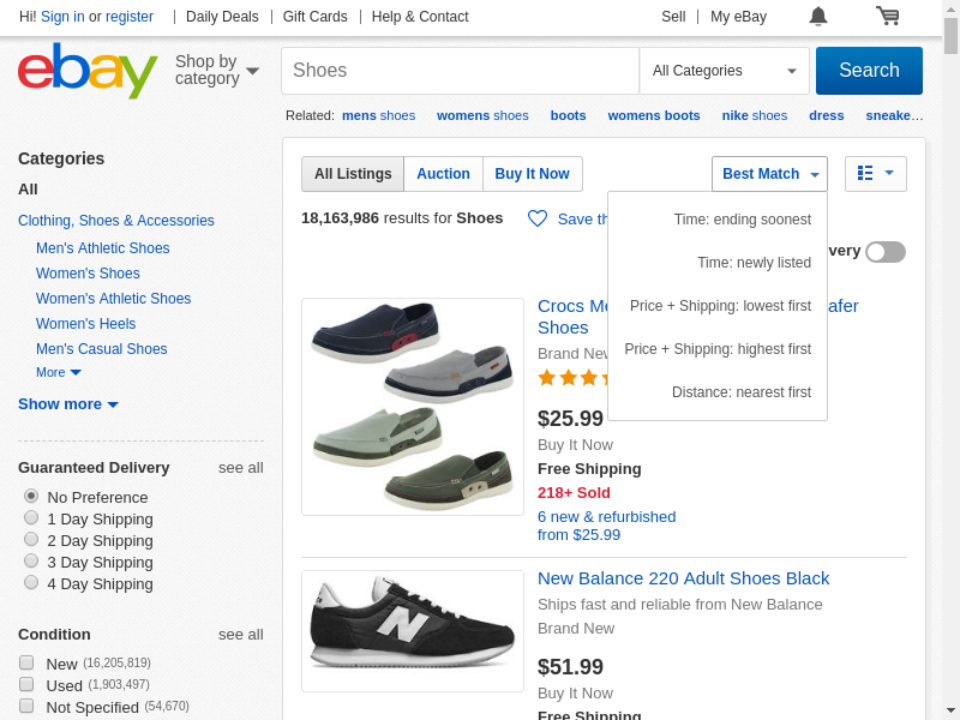 Hi! Sign in or register
Daily Deals
Gift Cards
Help & Contact
Sell
My eBay
ebay
Shop by category
Shoes
All Categories
Search
Related: mens shoes womens shoes boots womens boots nike shoes dress sneake…
Categories
All
Clothing, Shoes & Accessories
Men's Athletic Shoes
Women's Shoes
Women's Athletic Shoes
Women's Heels
Men's Casual Shoes
More
Show more
Guaranteed Delivery see all
No Preference
1 Day Shipping
2 Day Shipping
3 Day Shipping
4 Day Shipping
Condition see all
New (16,205,819)
Used (1,903,497)
Not Specified (54,670)
All Listings
Auction
Buy It Now
Best Match
Time: ending soonest
Time: newly listed
Price + Shipping: lowest first
Price + Shipping: highest first
Distance: nearest first
18,163,986 results for Shoes
Save th
very
Crocs Me
afer
Shoes
Brand New
$25.99
Buy It Now
Free Shipping
218+ Sold
6 new & refurbished
from $25.99
New Balance 220 Adult Shoes Black
Ships fast and reliable from New Balance
Brand New
$51.99
Buy It Now
Free Shipping